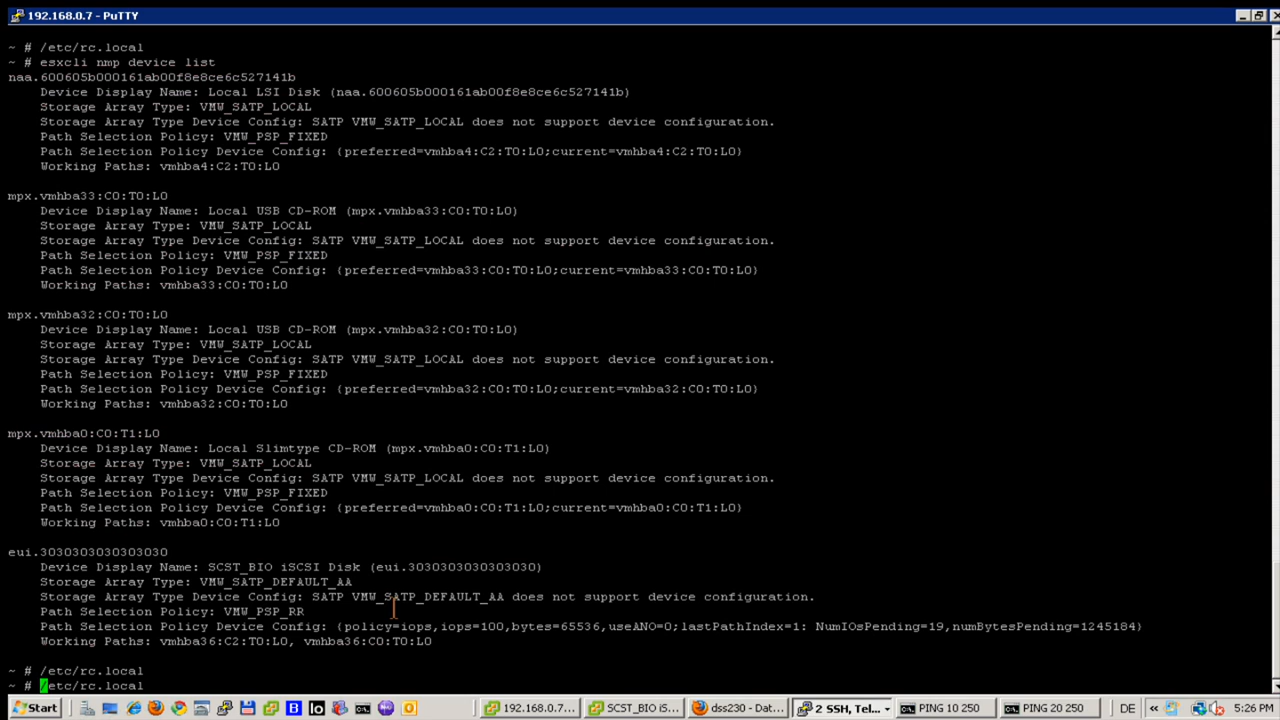 192.168.0.7 - PuTTY
~ # /etc/rc.local
~ # esxcli nmp device list
naa.600605b000161ab00f8e8ce6c527141b
Device Display Name: Local LSI Disk (naa.600605b000161ab00f8e8ce6c527141b)
Storage Array Type: VMW_SATP_LOCAL
Storage Array Type Device Config: SATP VMW_SATP_LOCAL does not support device configuration.
Path Selection Policy: VMW_PSP_FIXED
Path Selection Policy Device Config: {preferred=vmhba4:C2:T0:L0;current=vmhba4:C2:T0:L0}
Working Paths: vmhba4:C2:T0:L0
mpx.vmhba33:C0:T0:L0
Device Display Name: Local USB CD-ROM (mpx.vmhba33:C0:T0:L0)
Storage Array Type: VMW_SATP_LOCAL
Storage Array Type Device Config: SATP VMW_SATP_LOCAL does not support device configuration.
Path Selection Policy: VMW_PSP_FIXED
Path Selection Policy Device Config: {preferred=vmhba33:C0:T0:L0;current=vmhba33:C0:T0:L0}
Working Paths: vmhba33:C0:T0:L0
mpx.vmhba32:C0:T0:L0
Device Display Name: Local USB CD-ROM (mpx.vmhba32:C0:T0:L0)
Storage Array Type: VMW_SATP_LOCAL
Storage Array Type Device Config: SATP VMW_SATP_LOCAL does not support device configuration.
Path Selection Policy: VMW_PSP_FIXED
Path Selection Policy Device Config: {preferred=vmhba32:C0:T0:L0;current=vmhba32:C0:T0:L0}
Working Paths: vmhba32:C0:T0:L0
mpx.vmhba0:C0:T1:L0
Device Display Name: Local Slimtype CD-ROM (mpx.vmhba0:C0:T1:L0)
Storage Array Type: VMW_SATP_LOCAL
Storage Array Type Device Config: SATP VMW_SATP_LOCAL does not support device configuration.
Path Selection Policy: VMW_PSP_FIXED
Path Selection Policy Device Config: {preferred=vmhba0:C0:T1:L0;current=vmhba0:C0:T1:L0}
Working Paths: vmhba0:C0:T1:L0
eui.3030303030303030
Device Display Name: SCST_BIO iSCSI Disk (eui.3030303030303030)
Storage Array Type: VMW_SATP_DEFAULT_AA
Storage Array Type Device Config: SATP VMW_SATP_DEFAULT_AA does not support device configuration.
Path Selection Policy: VMW_PSP_RR
Path Selection Policy Device Config: {policy=iops,iops=100,bytes=65536,useANO=0;lastPathIndex=1: NumIOsPending=19,numBytesPending=1245184}
Working Paths: vmhba36:C2:T0:L0, vmhba36:C0:T0:L0
~ # /etc/rc.local
~ # /etc/rc.local
Start 192.168.0.7... SCST_BIO iS... dss230 - Dat... 2 SSH, Tel... PING 10 250 PING 20 250 DE « 5:26 PM